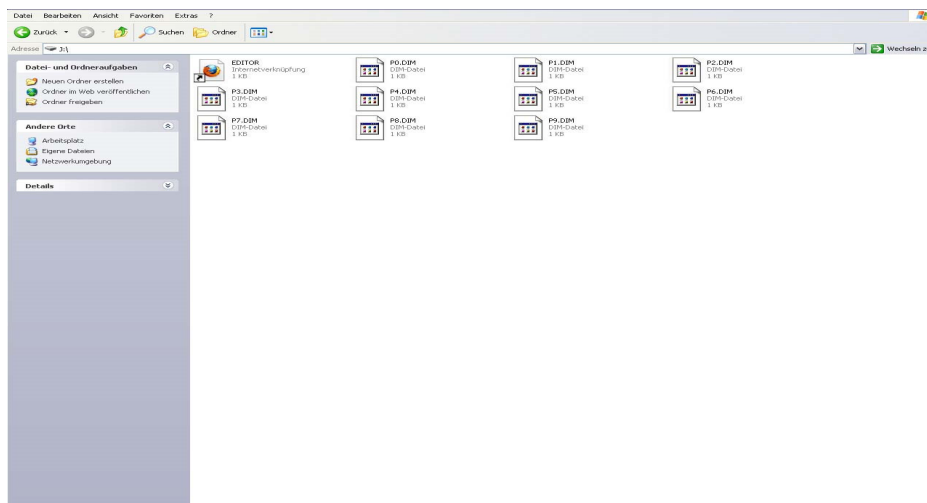 Datei Bearbeiten Ansicht Favoriten Extras ?
Zurück Suchen Ordner
Adresse J:\ Wechseln z
Datei- und Ordneraufgaben
Neuen Ordner erstellen
Ordner im Web veröffentlichen
Ordner freigeben
Andere Orte
Arbeitsplatz
Eigene Dateien
Netzwerkumgebung
Details
EDITOR
Internetverknüpfung
1 KB
P0.DIM
DIM-Datei
1 KB
P1.DIM
DIM-Datei
1 KB
P2.DIM
DIM-Datei
1 KB
P3.DIM
DIM-Datei
1 KB
P4.DIM
DIM-Datei
1 KB
P5.DIM
DIM-Datei
1 KB
P6.DIM
DIM-Datei
1 KB
P7.DIM
DIM-Datei
1 KB
P8.DIM
DIM-Datei
1 KB
P9.DIM
DIM-Datei
1 KB